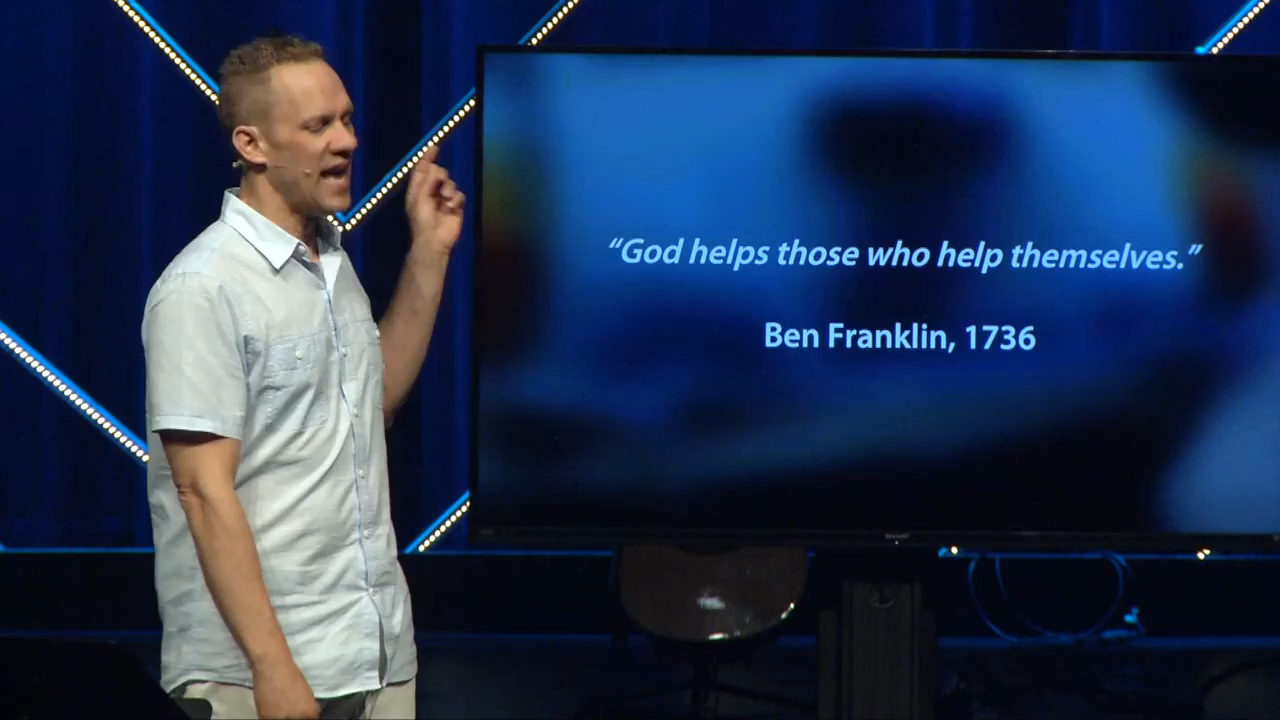 “God helps those who help themselves.”
Ben Franklin, 1736